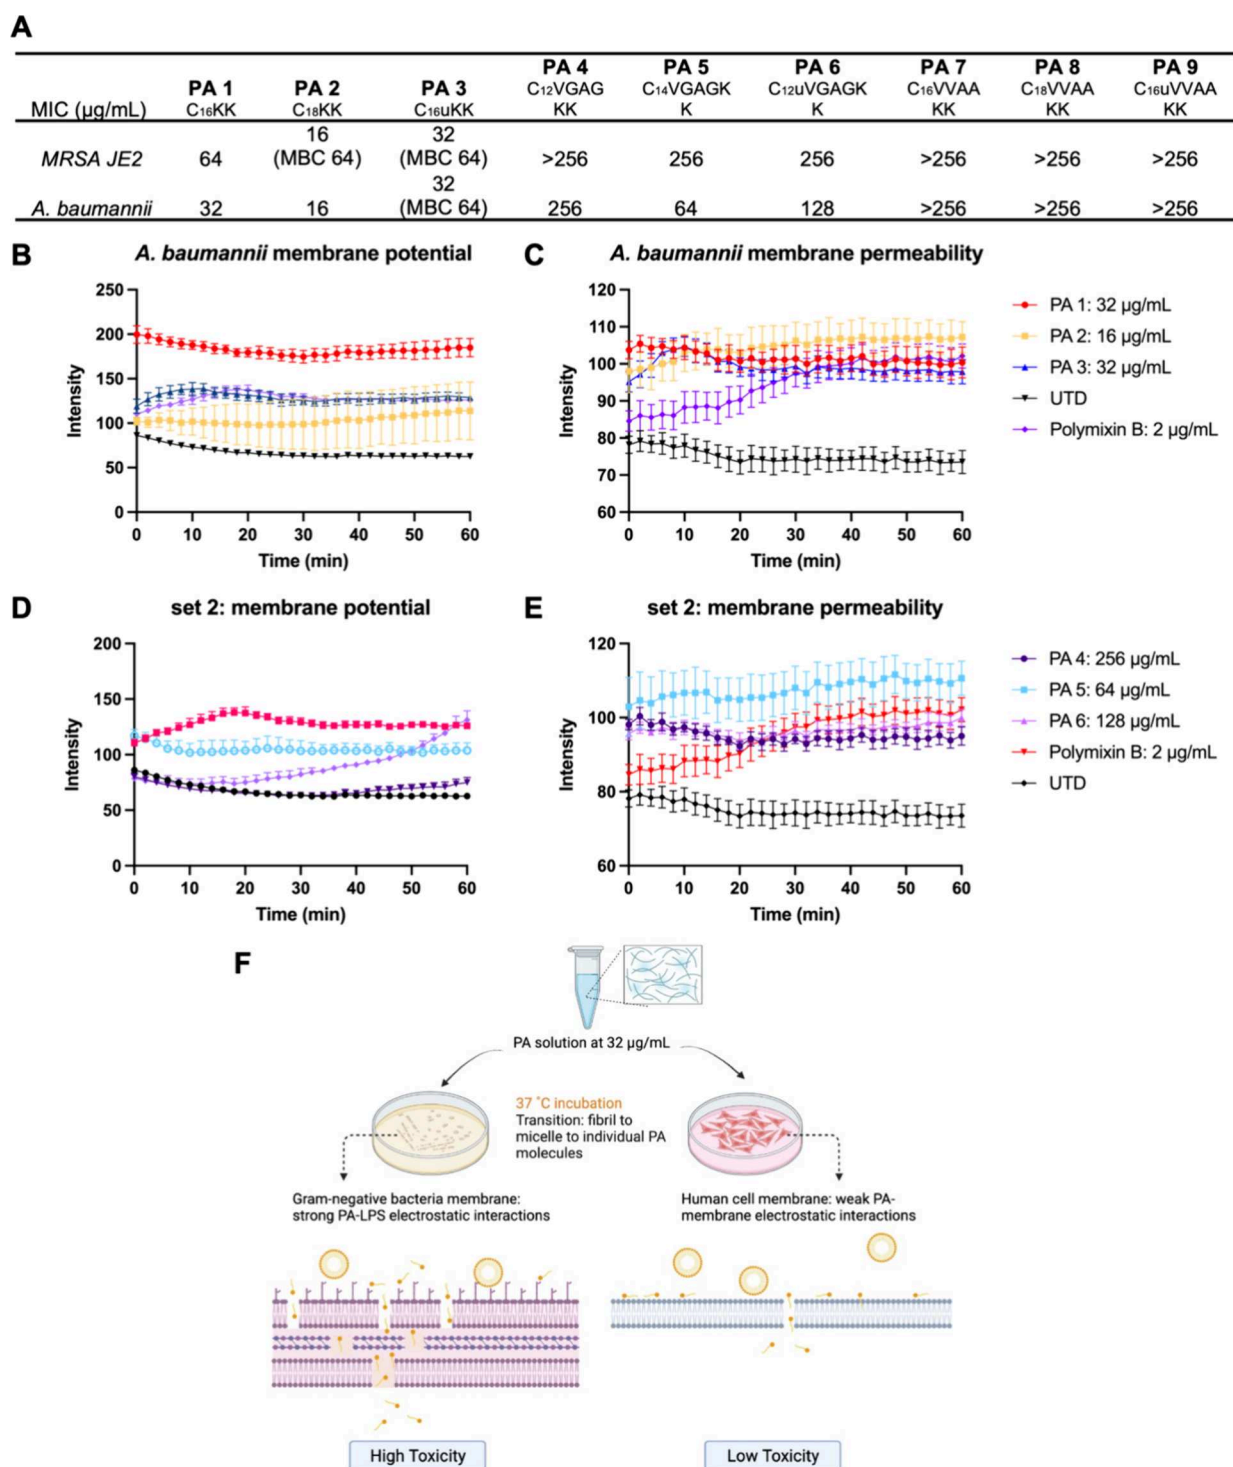 A
MIC (µg/mL) PA 1 C₁₆KK PA 2 C₁₈KK PA 3 C₁₆uKK PA 4 C₁₂VGAG KK PA 5 C₁₄VGAGK K PA 6 C₁₂uVGAGK K PA 7 C₁₆VVAA KK PA 8 C₁₈VVAA KK PA 9 C₁₆uVVAA KK
MRSA JE2 64 16 (MBC 64) 32 (MBC 64) >256 256 256 >256 >256 >256
A. baumannii 32 16 32 (MBC 64) 256 64 128 >256 >256 >256
B
A. baumannii membrane potential
Intensity
250
200
150
100
50
0
0 10 20 30 40 50 60
Time (min)
C
A. baumannii membrane permeability
Intensity
120
110
100
90
80
70
60
0 10 20 30 40 50 60
Time (min)
PA 1: 32 µg/mL
PA 2: 16 µg/mL
PA 3: 32 µg/mL
UTD
Polymixin B: 2 µg/mL
D
set 2: membrane potential
Intensity
200
150
100
50
0
0 10 20 30 40 50 60
Time (min)
E
set 2: membrane permeability
Intensity
120
100
80
60
0 10 20 30 40 50 60
Time (min)
PA 4: 256 µg/mL
PA 5: 64 µg/mL
PA 6: 128 µg/mL
Polymixin B: 2 µg/mL
UTD
F
PA solution at 32 µg/mL
37 °C incubation
Transition: fibril to
micelle to individual PA
molecules
Gram-negative bacteria membrane:
strong PA-LPS electrostatic interactions
Human cell membrane: weak PA-
membrane electrostatic interactions
High Toxicity
Low Toxicity